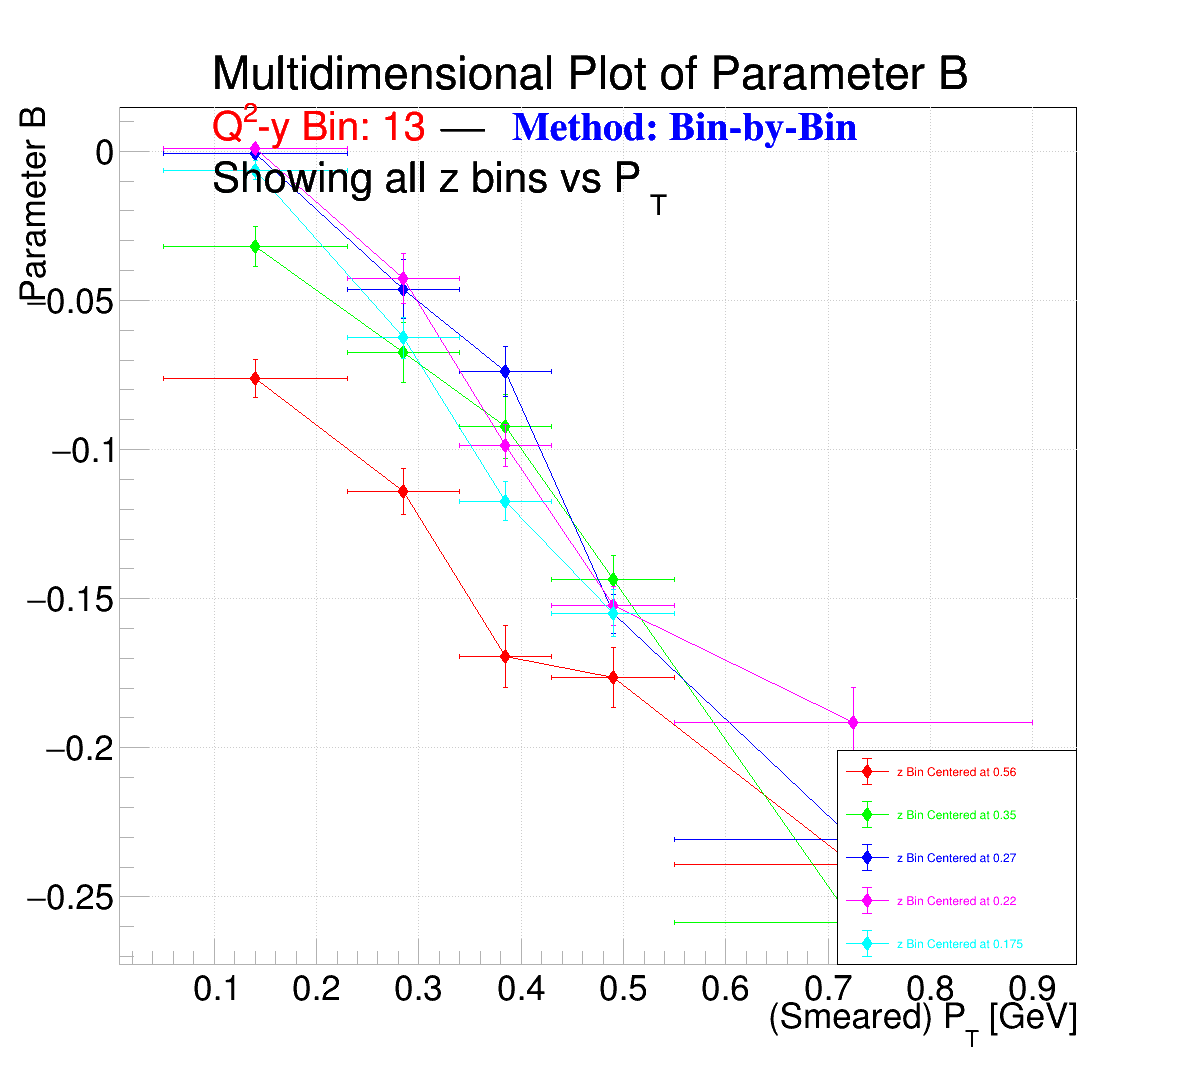 Multidimensional Plot of Parameter B
Q²-y Bin: 13 — Method: Bin-by-Bin
Showing all z bins vs P_T
Parameter B
0
−0.05
−0.1
−0.15
−0.2
−0.25
z Bin Centered at 0.56
z Bin Centered at 0.35
z Bin Centered at 0.27
z Bin Centered at 0.22
z Bin Centered at 0.175
0.1 0.2 0.3 0.4 0.5 0.6 0.7 0.8 0.9
(Smeared) P_T [GeV]